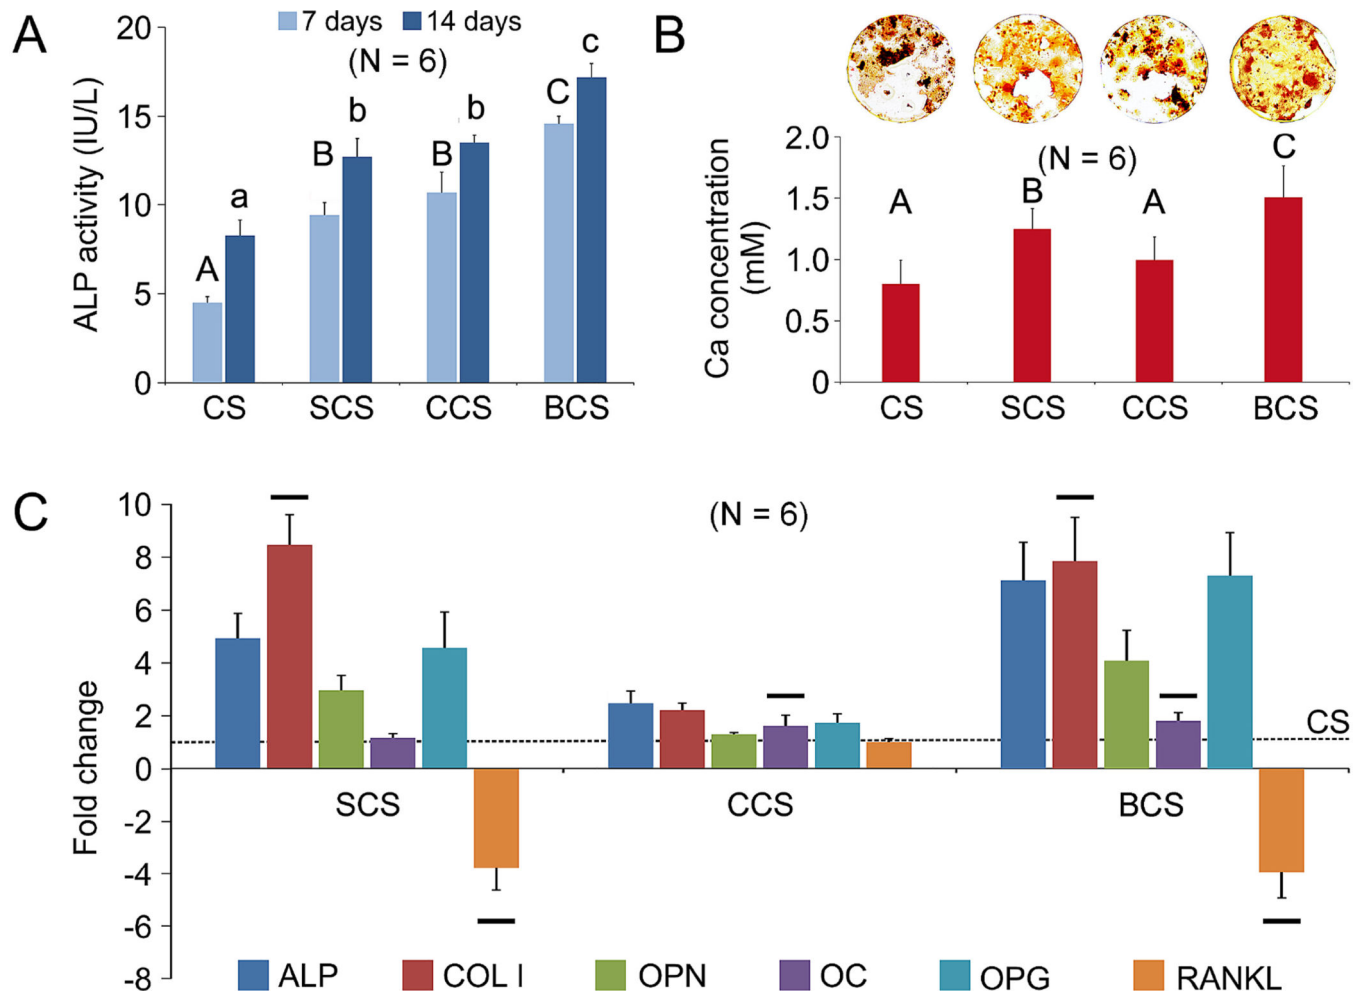 A
20
15
10
5
0
ALP activity (IU/L)
7 days 14 days
(N = 6)
A a B b B b C c
CS SCS CCS BCS
B
2.0
1.5
1.0
0.5
0
Ca concentration
(mM)
(N = 6)
A B A C
CS SCS CCS BCS
C
10
8
6
4
2
0
-2
-4
-6
-8
Fold change
(N = 6)
CS
SCS CCS BCS
ALP COL I OPN OC OPG RANKL